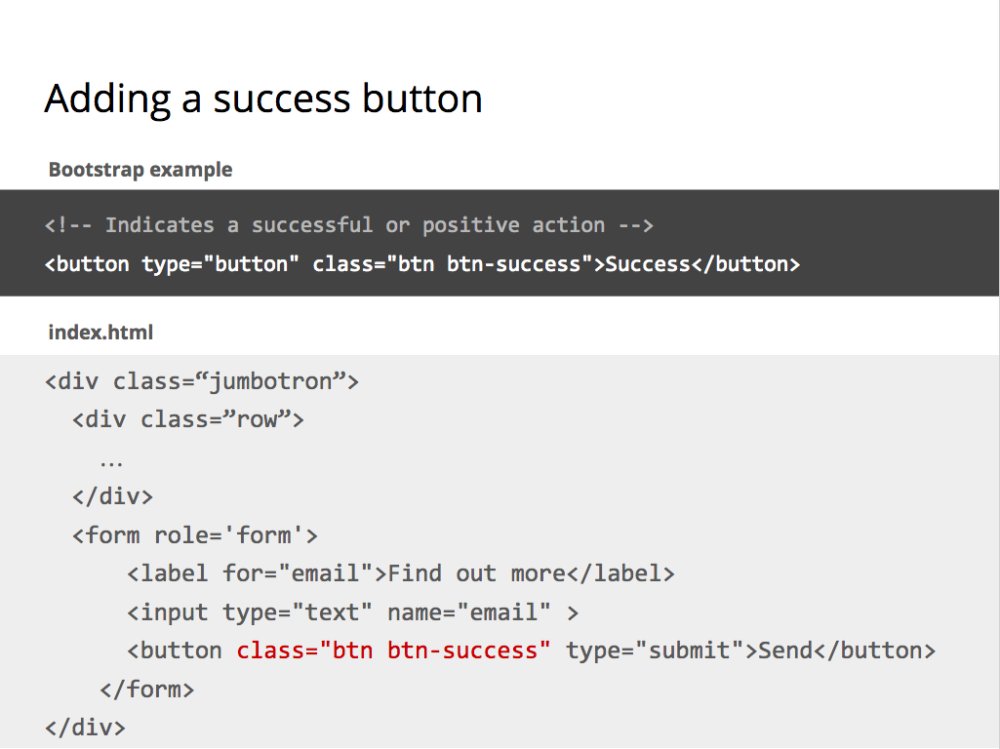 Adding a success button
Bootstrap example
<!-- Indicates a successful or positive action -->
<button type="button" class="btn btn-success">Success</button>
index.html
<div class=“jumbotron”>
<div class=”row”>
...
</div>
<form role='form'>
<label for="email">Find out more</label>
<input type="text" name="email" >
<button class="btn btn-success" type="submit">Send</button>
</form>
</div>